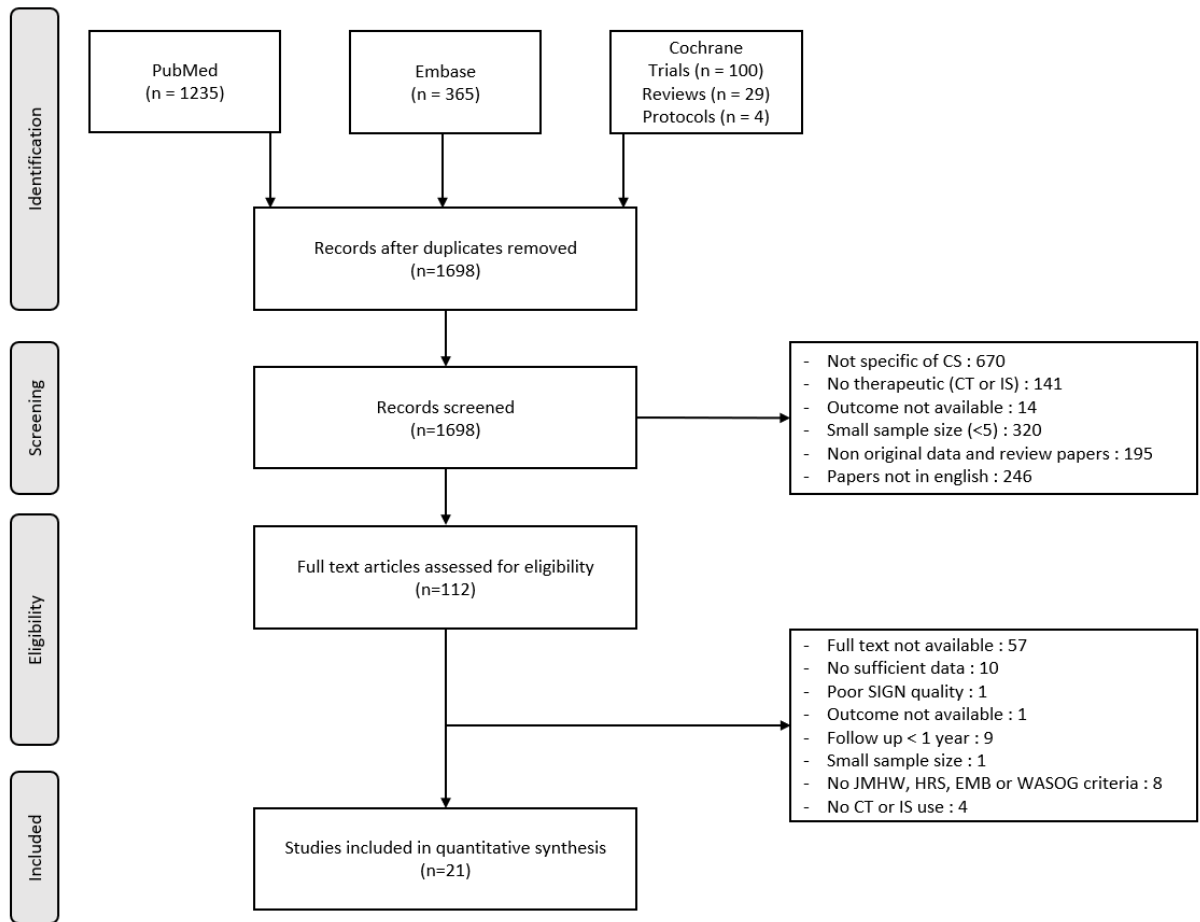 Identification
PubMed
(n = 1235)
Embase
(n = 365)
Cochrane
Trials (n = 100)
Reviews (n = 29)
Protocols (n = 4)
Records after duplicates removed
(n=1698)
Screening
Records screened
(n=1698)
- Not specific of CS : 670
- No therapeutic (CT or IS) : 141
- Outcome not available : 14
- Small sample size (<5) : 320
- Non original data and review papers : 195
- Papers not in english : 246
Eligibility
Full text articles assessed for eligibility
(n=112)
- Full text not available : 57
- No sufficient data : 10
- Poor SIGN quality : 1
- Outcome not available : 1
- Follow up < 1 year : 9
- Small sample size : 1
- No JMHW, HRS, EMB or WASOG criteria : 8
- No CT or IS use : 4
Included
Studies included in quantitative synthesis
(n=21)